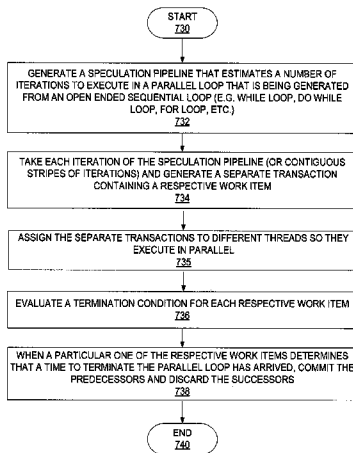 START
730
GENERATE A SPECULATION PIPELINE THAT ESTIMATES A NUMBER OF
ITERATIONS TO EXECUTE IN A PARALLEL LOOP THAT IS BEING GENERATED
FROM AN OPEN ENDED SEQUENTIAL LOOP (E.G. WHILE LOOP, DO WHILE
LOOP, FOR LOOP, ETC.)
732
TAKE EACH ITERATION OF THE SPECULATION PIPELINE (OR CONTIGUOUS
STRIPES OF ITERATIONS) AND GENERATE A SEPARATE TRANSACTION
CONTAINING A RESPECTIVE WORK ITEM
734
ASSIGN THE SEPARATE TRANSACTIONS TO DIFFERENT THREADS SO THEY
EXECUTE IN PARALLEL
735
EVALUATE A TERMINATION CONDITION FOR EACH RESPECTIVE WORK ITEM
736
WHEN A PARTICULAR ONE OF THE RESPECTIVE WORK ITEMS DETERMINES
THAT A TIME TO TERMINATE THE PARALLEL LOOP HAS ARRIVED, COMMIT THE
PREDECESSORS AND DISCARD THE SUCCESSORS
738
END
740